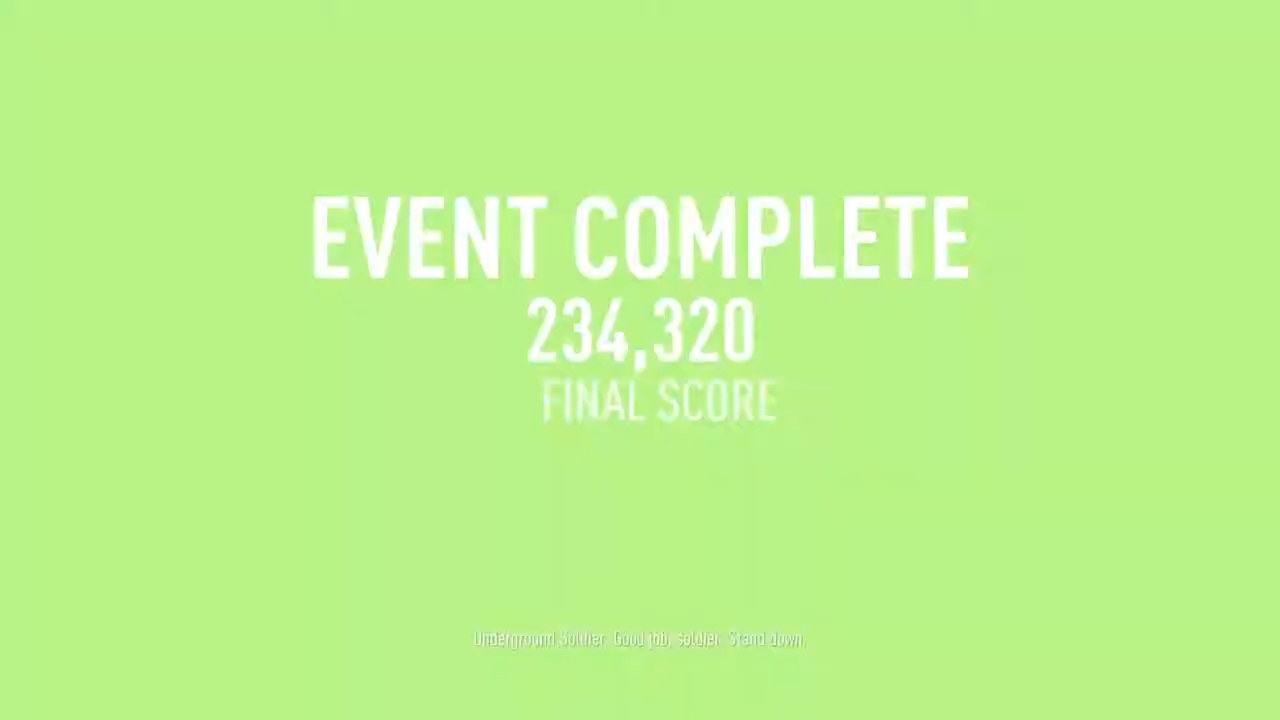 EVENT COMPLETE
234,320
FINAL SCORE
Underground Soldier: Good job, soldier. Stand down.